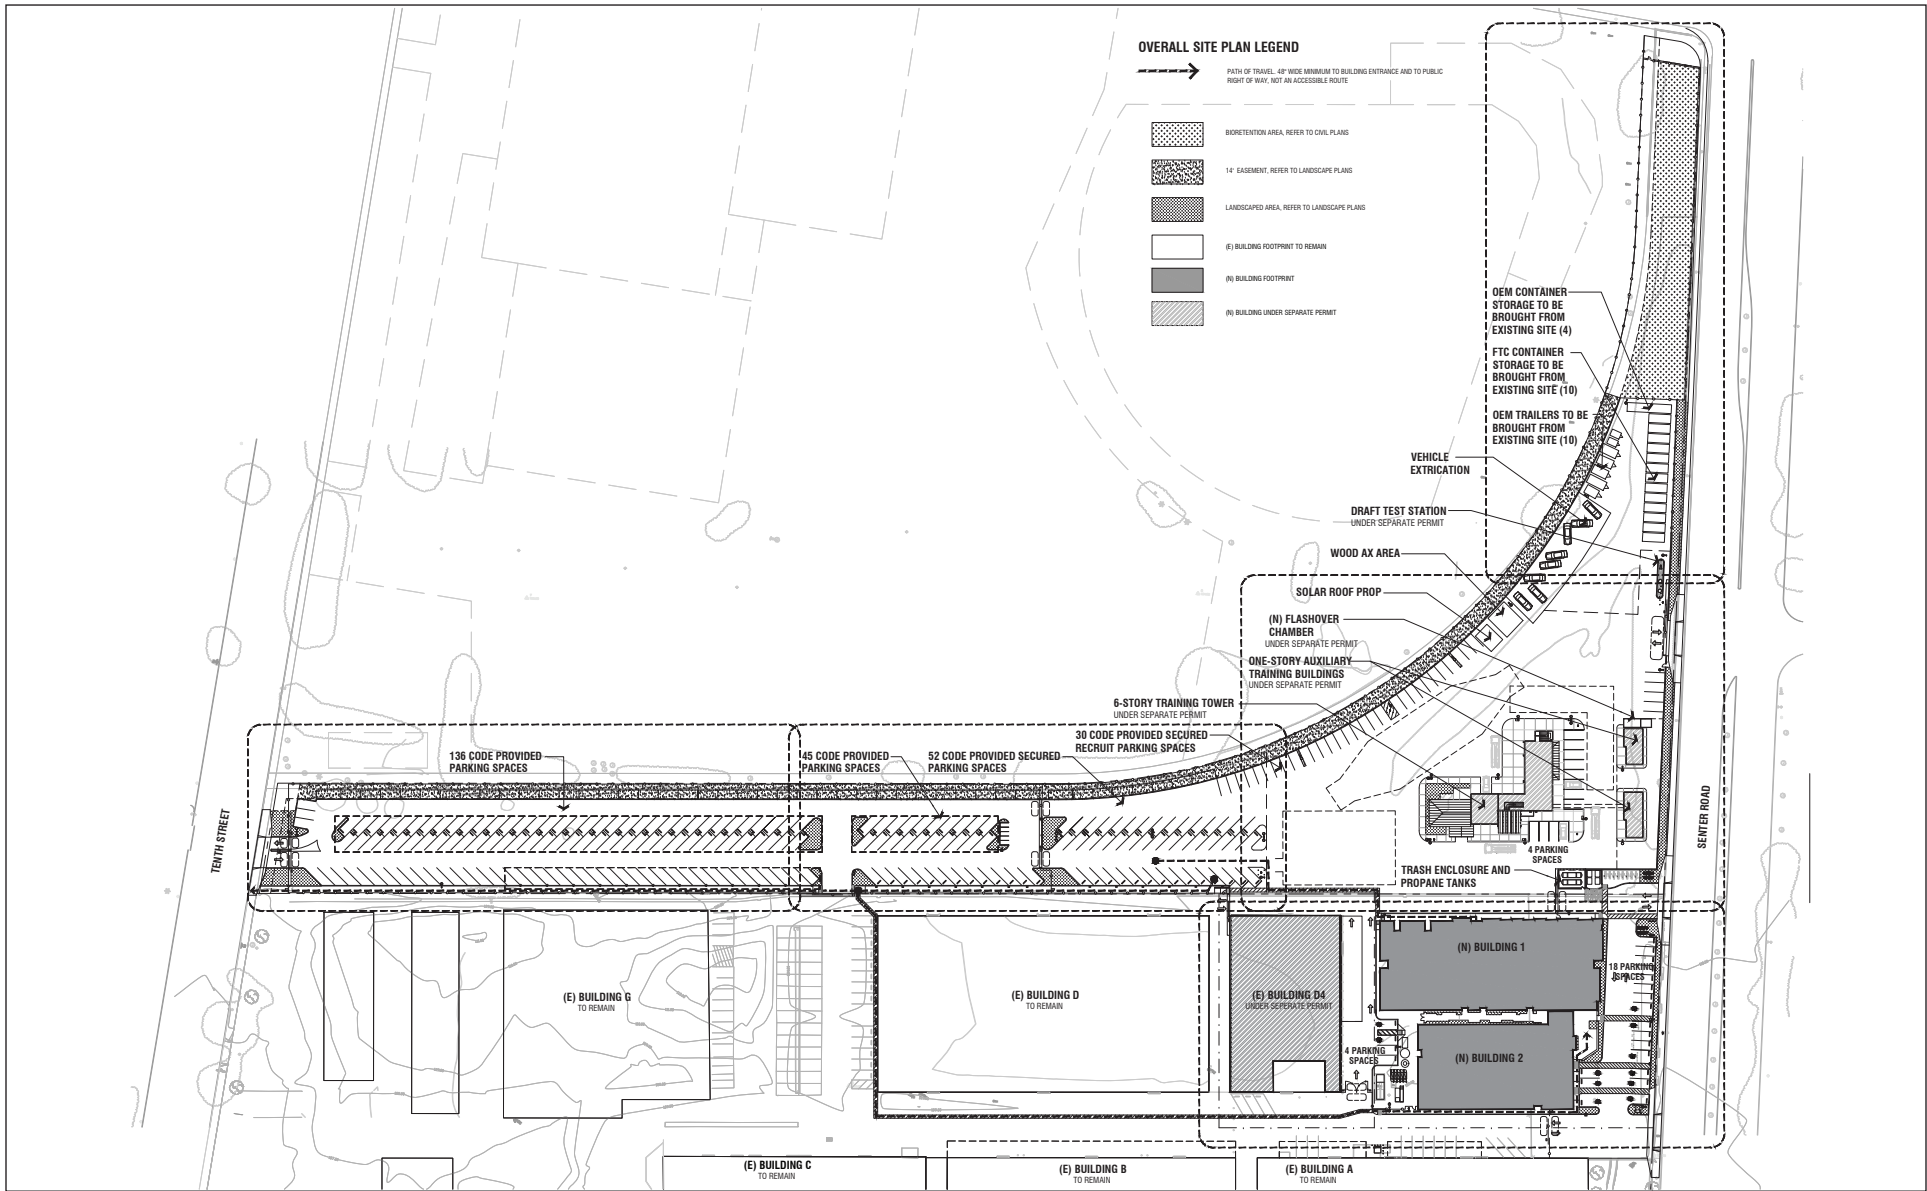 OVERALL SITE PLAN LEGEND
PATH OF TRAVEL. 48" WIDE MINIMUM TO BUILDING ENTRANCE AND TO PUBLIC
RIGHT OF WAY, NOT AN ACCESSIBLE ROUTE
BIORETENTION AREA, REFER TO CIVIL PLANS
14' EASEMENT, REFER TO LANDSCAPE PLANS
LANDSCAPED AREA, REFER TO LANDSCAPE PLANS
(E) BUILDING FOOTPRINT TO REMAIN
(N) BUILDING FOOTPRINT
(N) BUILDING UNDER SEPARATE PERMIT
OEM CONTAINER
STORAGE TO BE
BROUGHT FROM
EXISTING SITE (4)
FTC CONTAINER
STORAGE TO BE
BROUGHT FROM
EXISTING SITE (10)
OEM TRAILERS TO BE
BROUGHT FROM
EXISTING SITE (10)
VEHICLE
EXTRICATION
DRAFT TEST STATION
UNDER SEPARATE PERMIT
WOOD AX AREA
SOLAR ROOF PROP
(N) FLASHOVER
CHAMBER
UNDER SEPARATE PERMIT
ONE-STORY AUXILIARY
TRAINING BUILDINGS
UNDER SEPARATE PERMIT
6-STORY TRAINING TOWER
UNDER SEPARATE PERMIT
30 CODE PROVIDED SECURED
RECRUIT PARKING SPACES
136 CODE PROVIDED
PARKING SPACES
45 CODE PROVIDED
PARKING SPACES
52 CODE PROVIDED SECURED
PARKING SPACES
TENTH STREET
SENTER ROAD
4 PARKING
SPACES
TRASH ENCLOSURE AND
PROPANE TANKS
(N) BUILDING 1
18 PARKING
SPACES
(E) BUILDING G
TO REMAIN
(E) BUILDING D
TO REMAIN
(E) BUILDING D4
UNDER SEPERATE PERMIT
4 PARKING
SPACES
(N) BUILDING 2
(E) BUILDING C
TO REMAIN
(E) BUILDING B
TO REMAIN
(E) BUILDING A
TO REMAIN